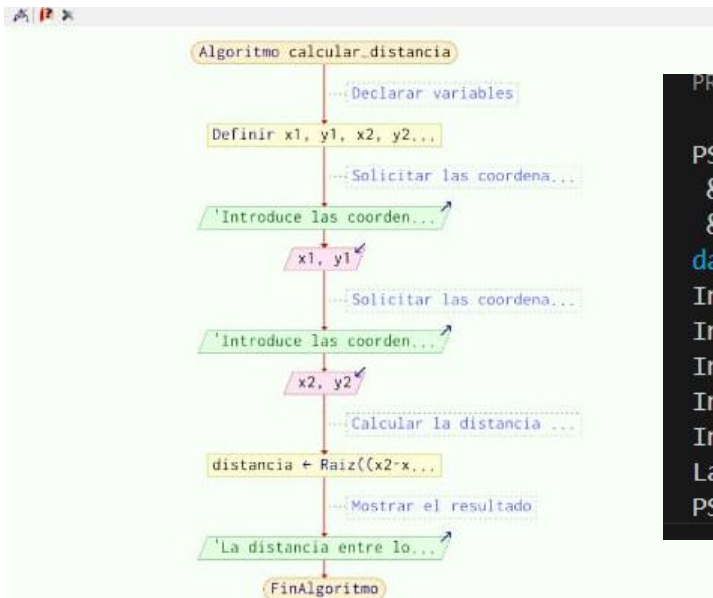 Algoritmo calcular_distancia
Declarar variables
Definir x1, y1, x2, y2...
Solicitar las coordena...
'Introduce las coorden...
x1, y1
Solicitar las coordena...
'Introduce las coorden...
x2, y2
Calcular la distancia ...
distancia ← Raiz((x2-x...
Mostrar el resultado
'La distancia entre lo...
FinAlgoritmo
PR
PS
&
&
da
In
In
In
In
In
La
PS